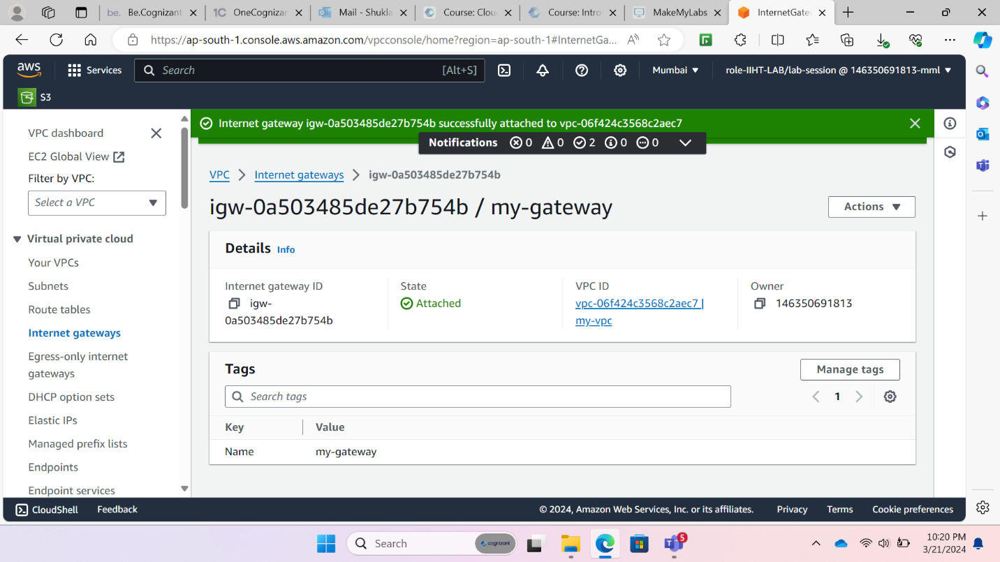 be. Be.Cognizant
1C OneCognizan
Mail - Shukla
Course: Clou
Course: Intro
MakeMyLabs
InternetGate
https://ap-south-1.console.aws.amazon.com/vpcconsole/home?region=ap-south-1#InternetGa...
aws
Services
Search
[Alt+S]
Mumbai
role-IIHT-LAB/lab-session @ 146350691813-mml
S3
VPC dashboard
EC2 Global View
Filter by VPC:
Select a VPC
Virtual private cloud
Your VPCs
Subnets
Route tables
Internet gateways
Egress-only internet
gateways
DHCP option sets
Elastic IPs
Managed prefix lists
Endpoints
Endpoint services
Internet gateway igw-0a503485de27b754b successfully attached to vpc-06f424c3568c2aec7
Notifications 0 0 2 0 0
VPC > Internet gateways > igw-0a503485de27b754b
igw-0a503485de27b754b / my-gateway
Actions
Details Info
Internet gateway ID
igw-
0a503485de27b754b
State
Attached
VPC ID
vpc-06f424c3568c2aec7 |
my-vpc
Owner
146350691813
Tags
Manage tags
Search tags
1
Key Value
Name my-gateway
CloudShell
Feedback
© 2024, Amazon Web Services, Inc. or its affiliates.
Privacy
Terms
Cookie preferences
Search
cognizant
5
10:20 PM
3/21/2024